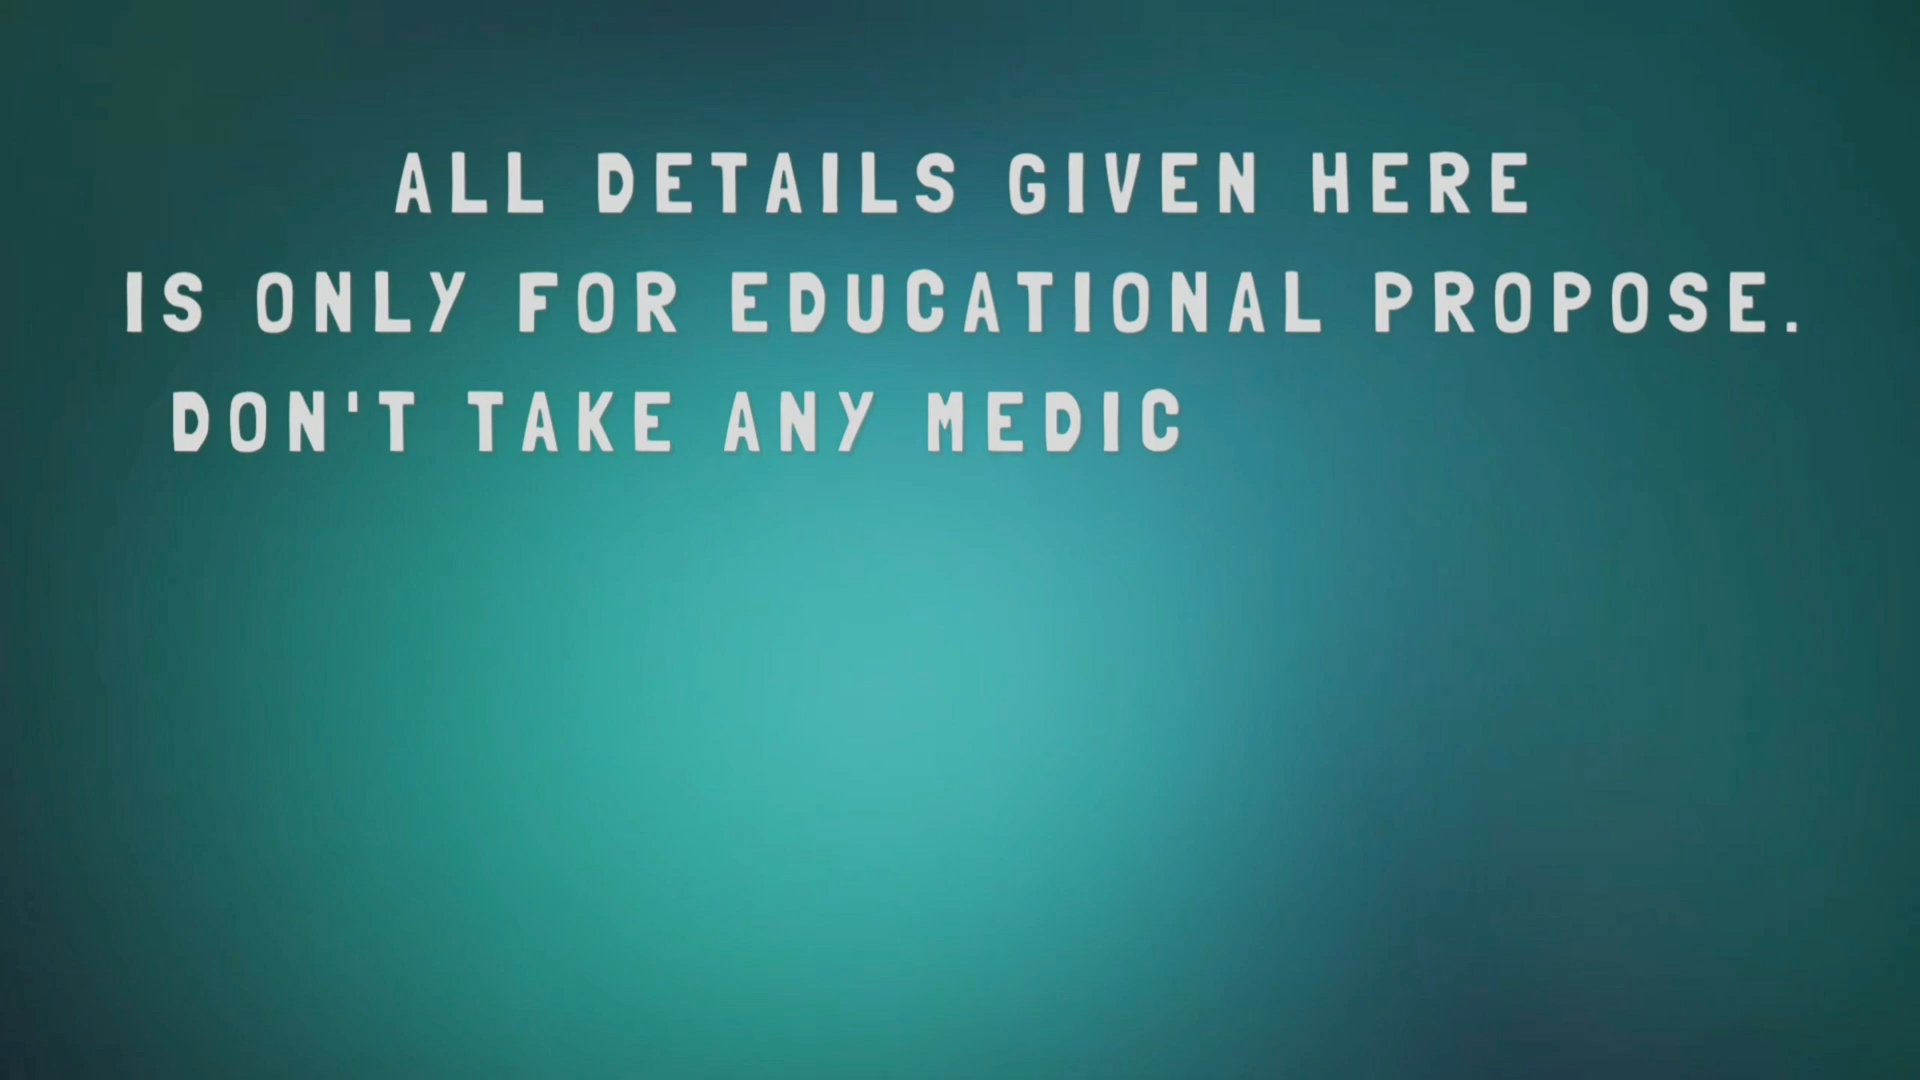 ALL DETAILS GIVEN HERE
IS ONLY FOR EDUCATIONAL PROPOSE.
DON'T TAKE ANY MEDIC